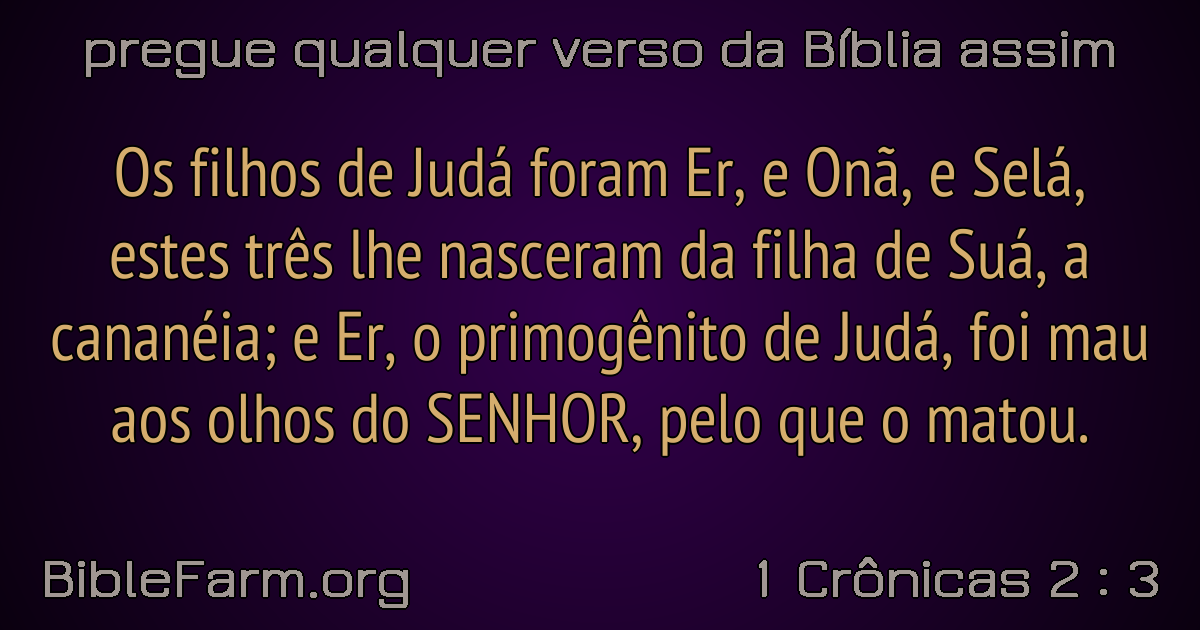 pregue qualquer verso da Bíblia assim
Os filhos de Judá foram Er, e Onã, e Selá,
estes três lhe nasceram da filha de Suá, a
cananéia; e Er, o primogênito de Judá, foi mau
aos olhos do SENHOR, pelo que o matou.
BibleFarm.org
1 Crônicas 2 : 3